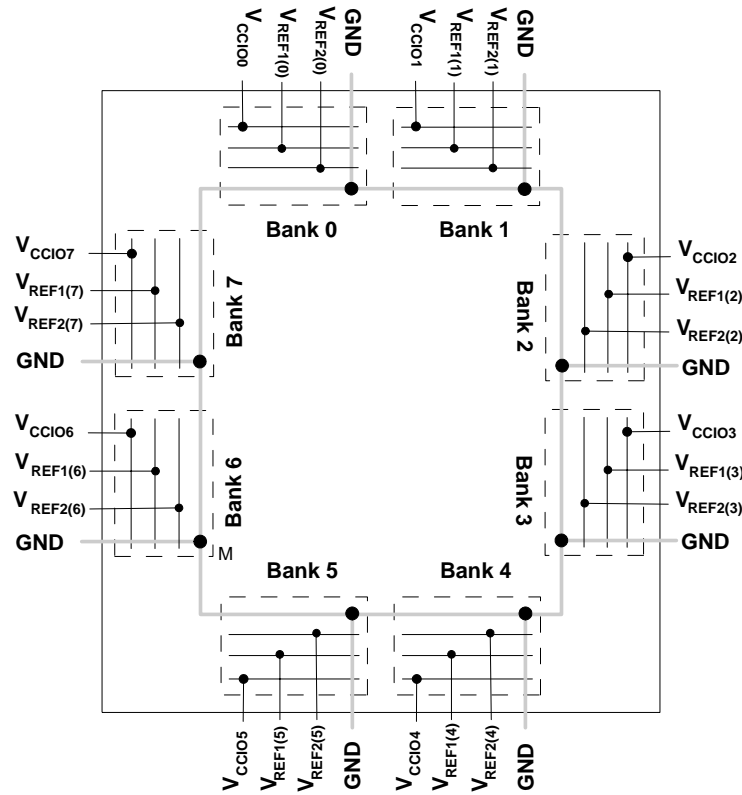 VCCIO0
VREF1(0)
VREF2(0)
GND
VCCIO1
VREF1(1)
VREF2(1)
GND
Bank 0
Bank 1
VCCIO7
VREF1(7)
VREF2(7)
GND
Bank 7
Bank 2
VCCIO2
VREF1(2)
VREF2(2)
GND
VCCIO6
VREF1(6)
VREF2(6)
GND
Bank 6
M
Bank 3
VCCIO3
VREF1(3)
VREF2(3)
GND
Bank 5
Bank 4
VCCIO5
VREF1(5)
VREF2(5)
GND
VCCIO4
VREF1(4)
VREF2(4)
GND